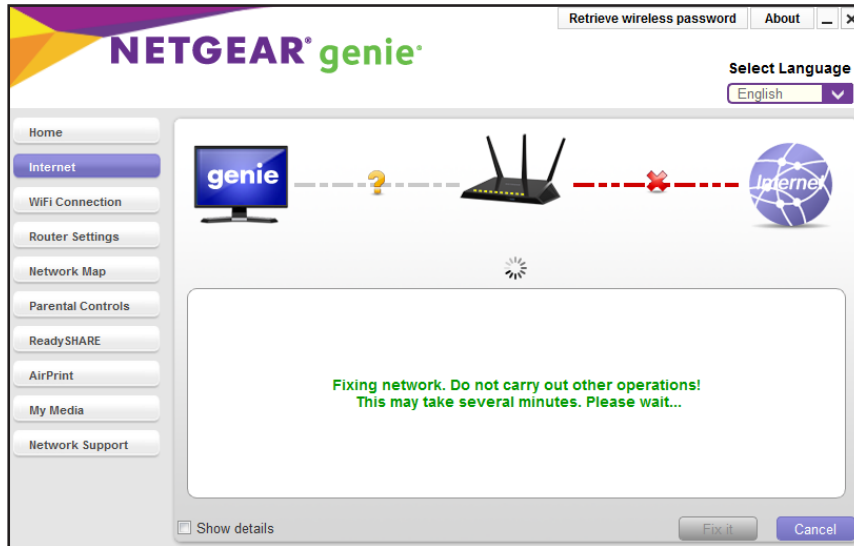 Retrieve wireless password
About
NETGEAR® genie®
Select Language
English
Home
Internet
WiFi Connection
Router Settings
Network Map
Parental Controls
ReadySHARE
AirPrint
My Media
Network Support
genie
?
Internet
Fixing network. Do not carry out other operations!
This may take several minutes. Please wait...
Show details
Fix it
Cancel